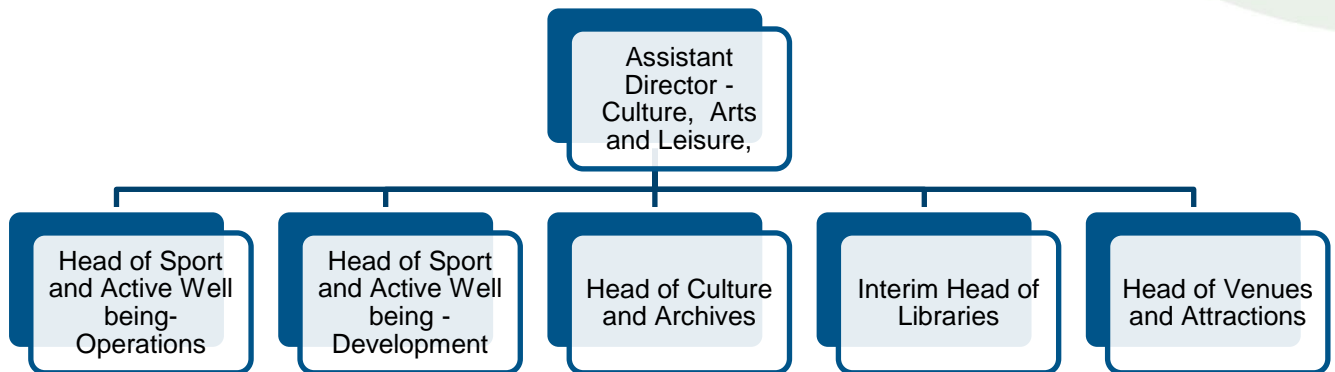 Assistant
Director -
Culture, Arts
and Leisure,
Head of Sport
and Active Well
being-
Operations
Head of Sport
and Active Well
being -
Development
Head of Culture
and Archives
Interim Head of
Libraries
Head of Venues
and Attractions